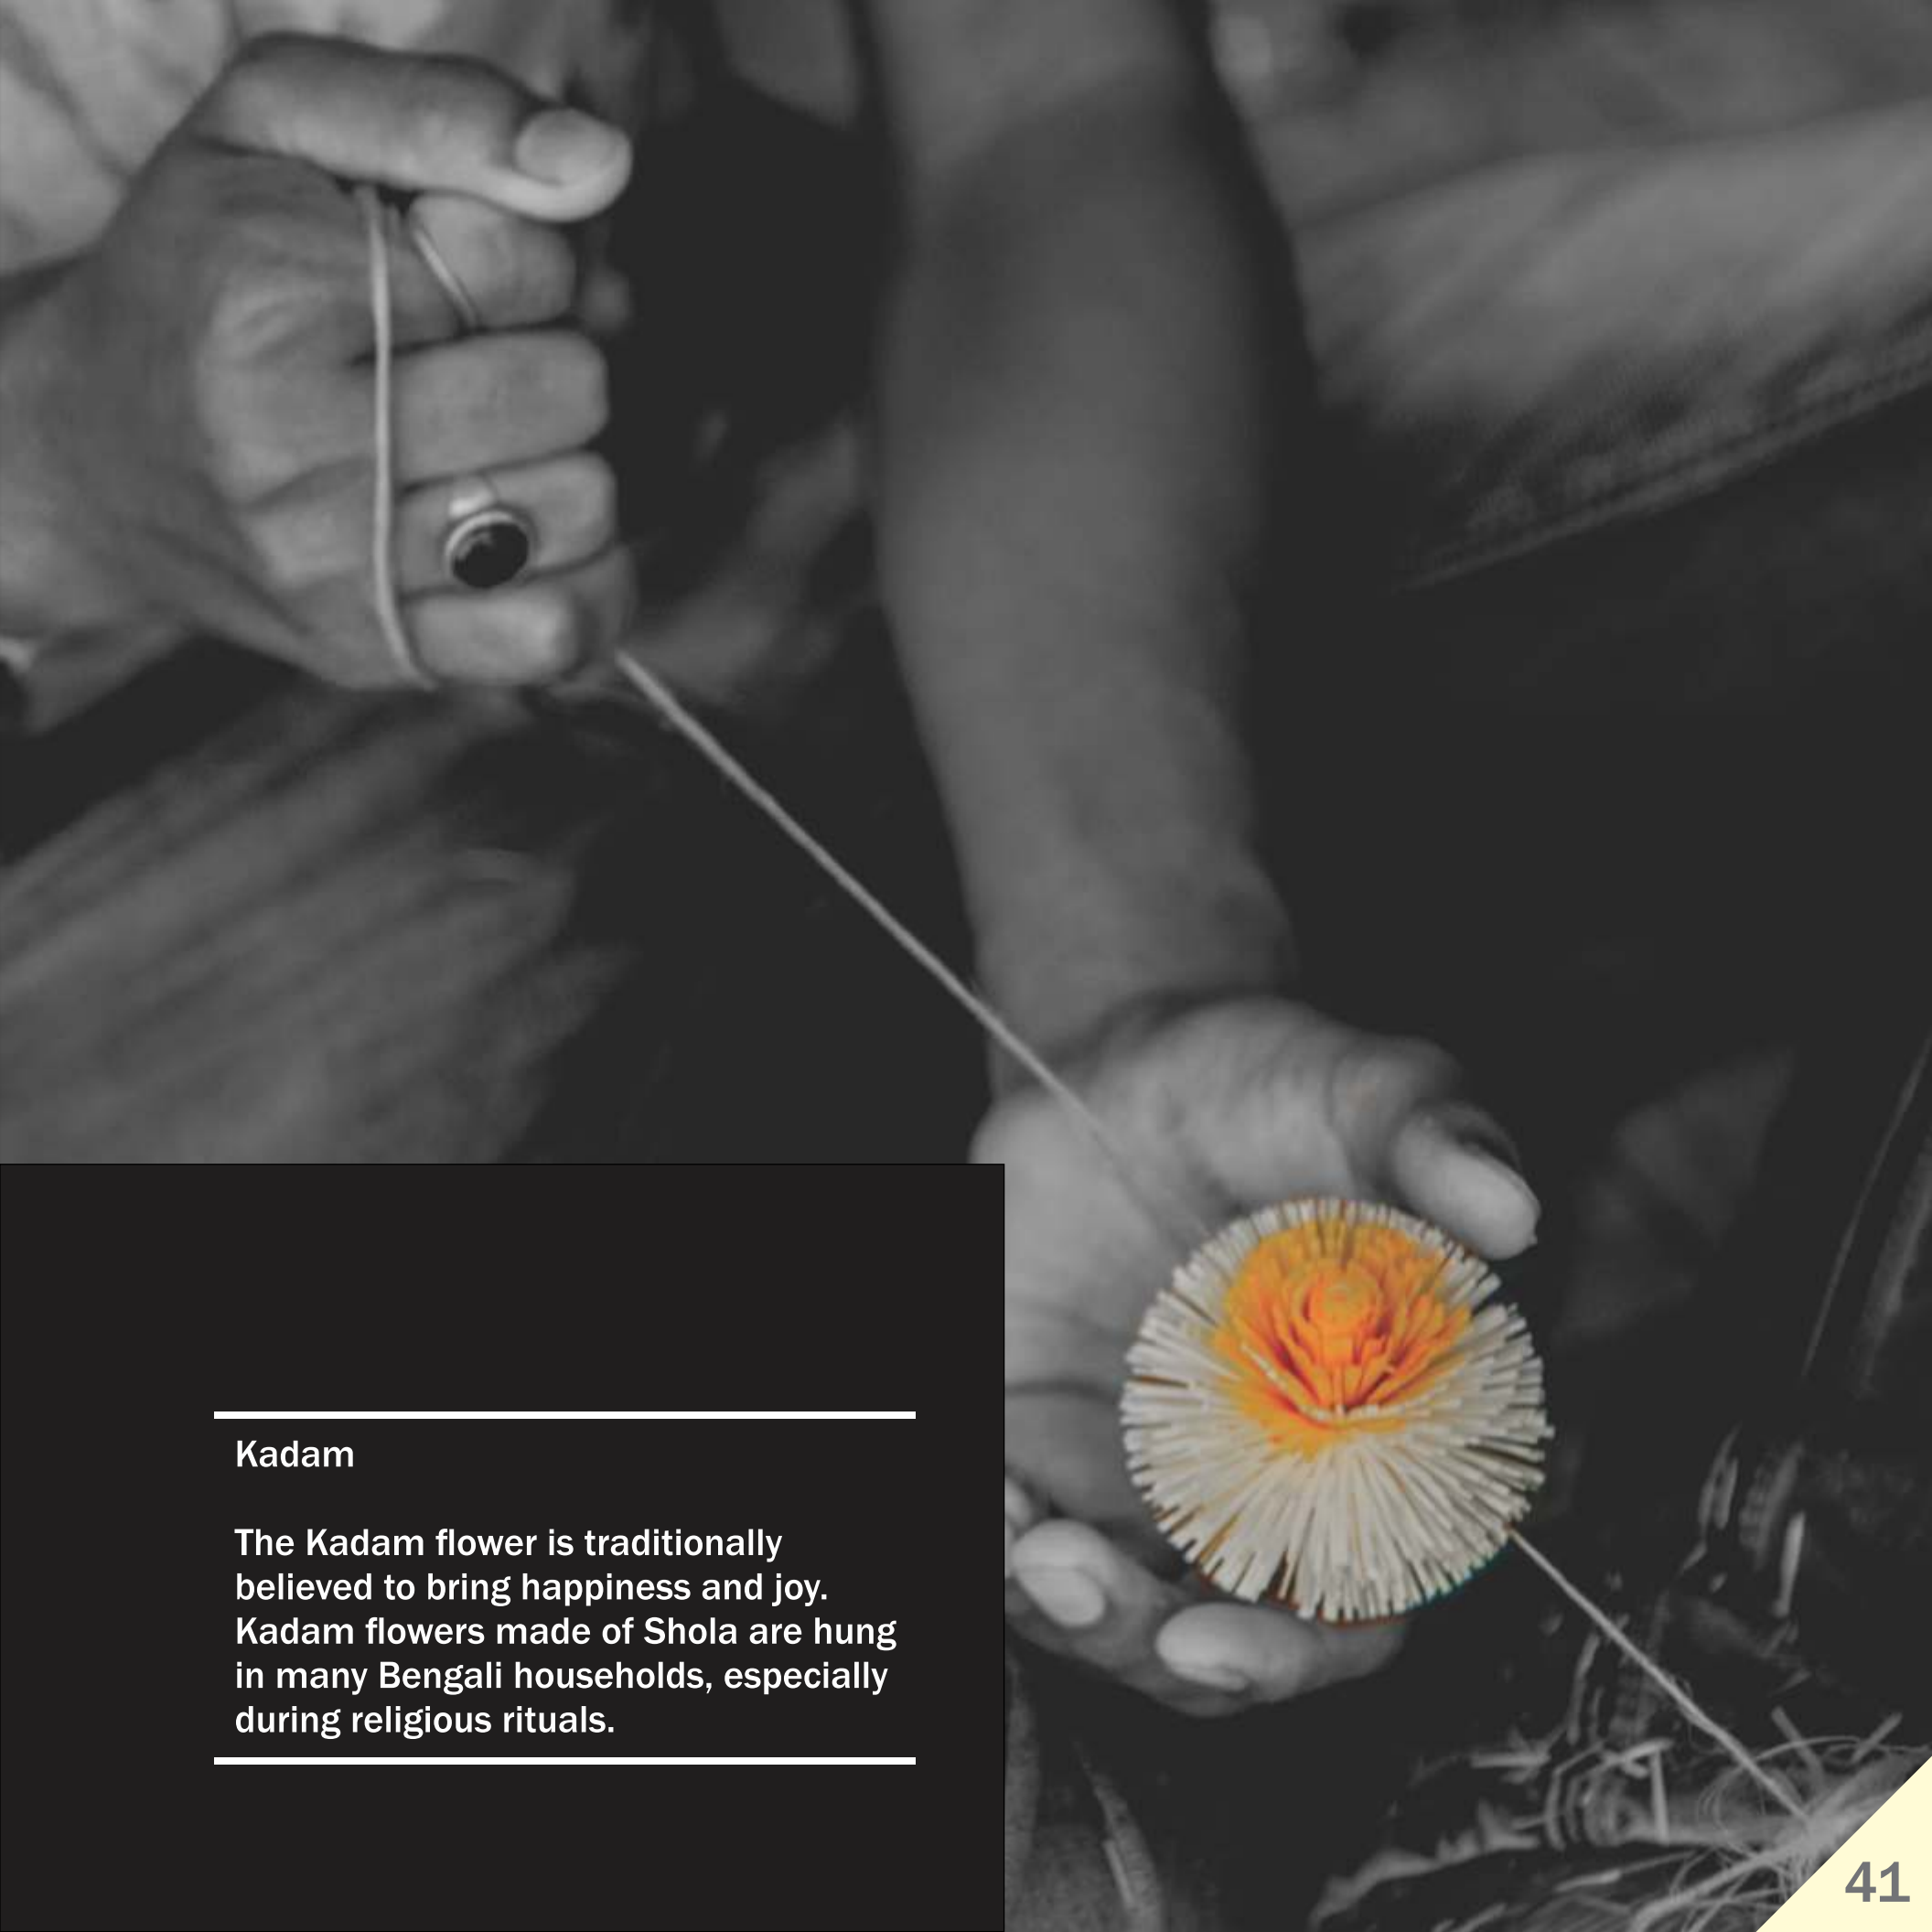 Kadam
The Kadam flower is traditionally
believed to bring happiness and joy.
Kadam flowers made of Shola are hung
in many Bengali households, especially
during religious rituals.
41